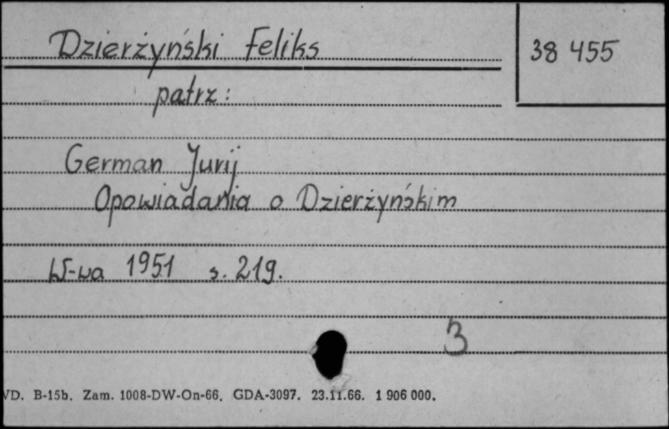 Dzierżyński Feliks
38 455
patrz:
German Jurij
Opowiadania o Dzierżyńskim
W-wa 1951 s. 219.
3
VD. B-15b. Zam. 1008-DW-On-66. GDA-3097. 23.11.66. 1 906 000.